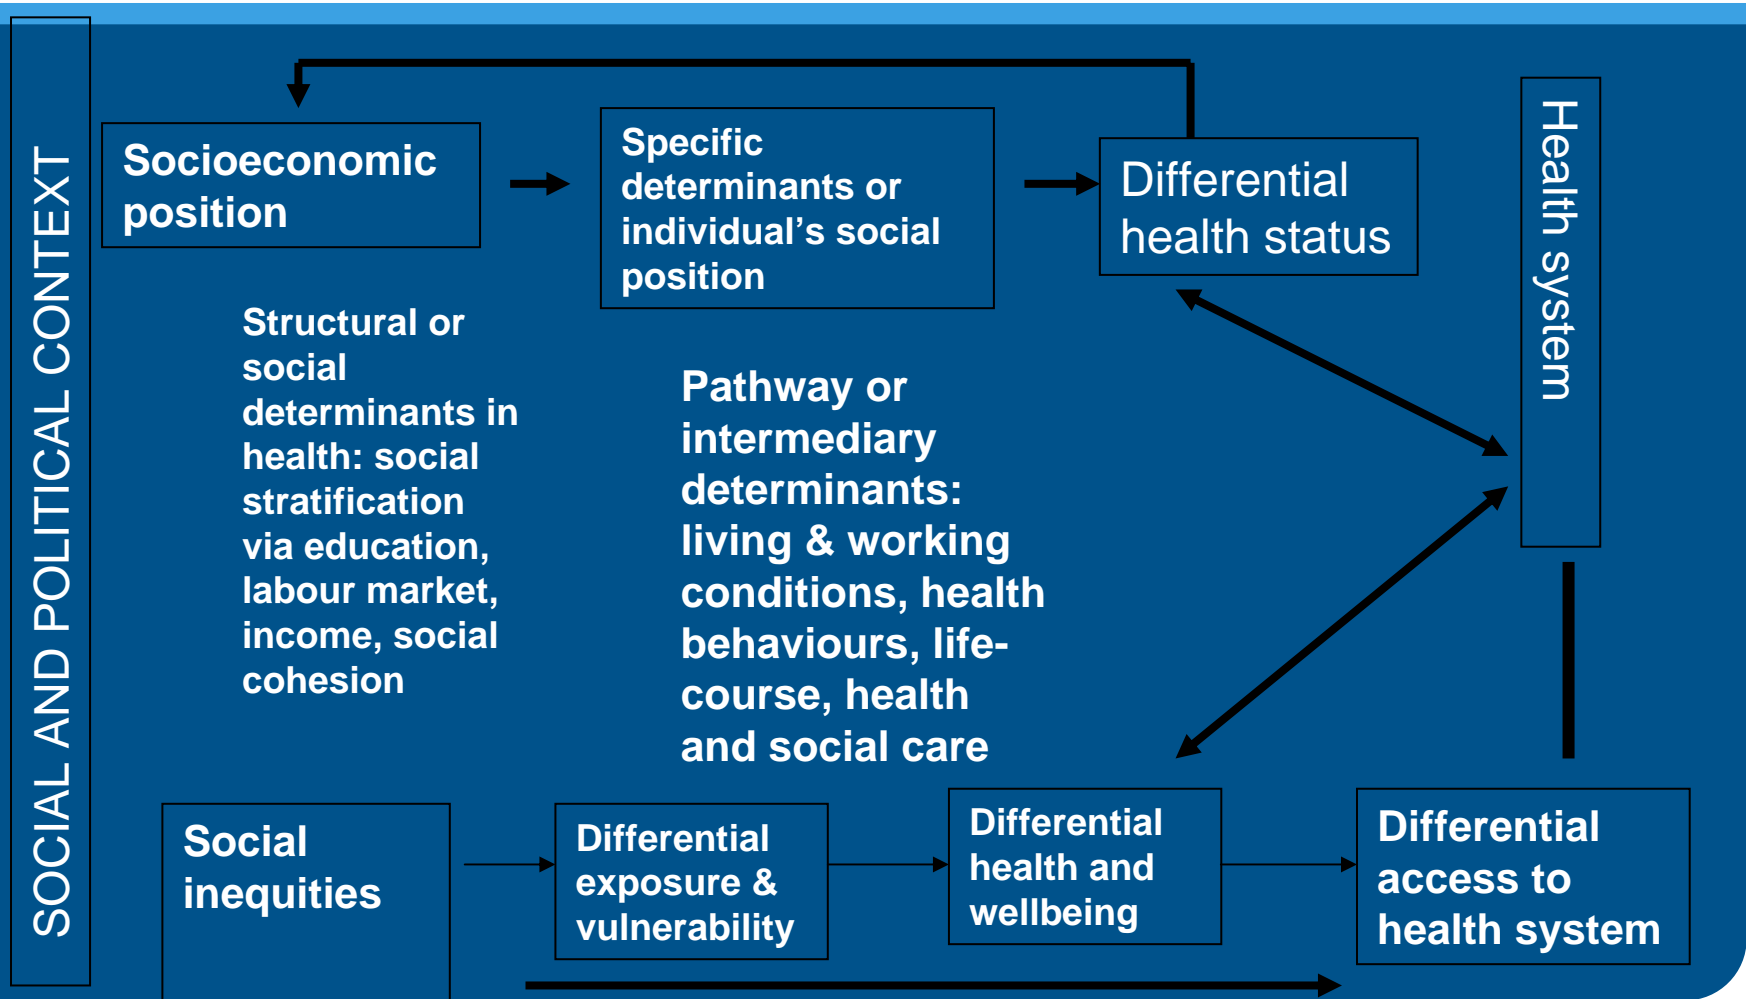 SOCIAL AND POLITICAL CONTEXT
Socioeconomic
position
Specific
determinants or
individual’s social
position
Differential
health status
Health system
Structural or
social
determinants in
health: social
stratification
via education,
labour market,
income, social
cohesion
Pathway or
intermediary
determinants:
living & working
conditions, health
behaviours, life-
course, health
and social care
Social
inequities
Differential
exposure &
vulnerability
Differential
health and
wellbeing
Differential
access to
health system